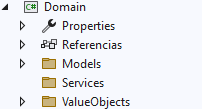 Domain
Properties
Referencias
Models
Services
ValueObjects